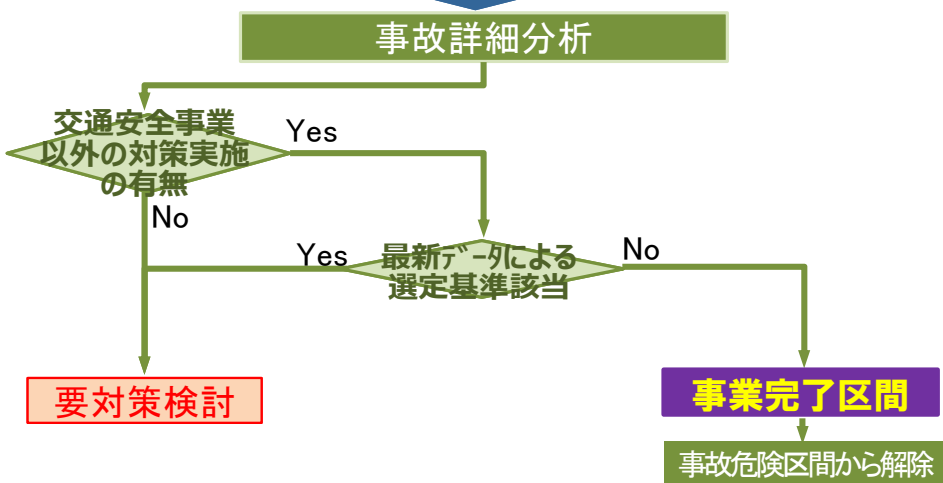 事故詳細分析
交通安全事業
以外の対策実施
の有無
Yes
No
Yes
最新ﾃﾞｰﾀによる
選定基準該当
No
要対策検討
事業完了区間
事故危険区間から解除